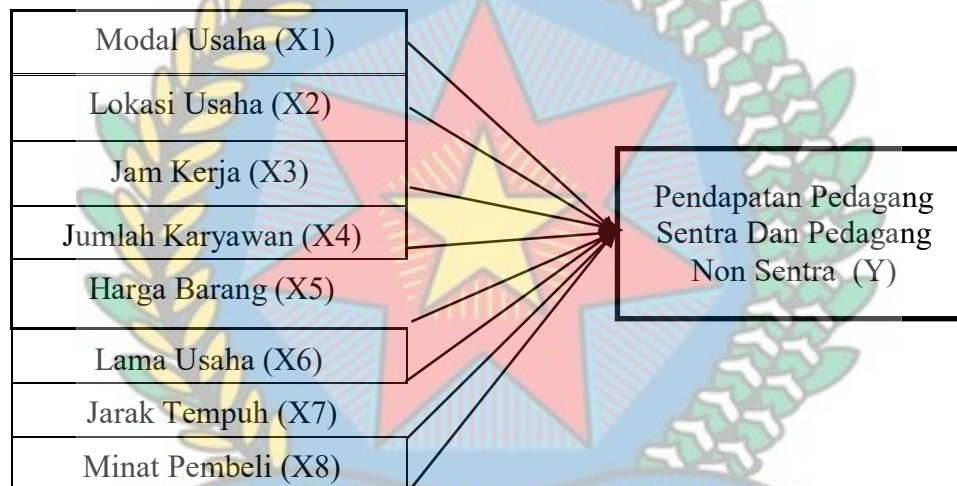 Modal Usaha (X1)
Lokasi Usaha (X2)
Jam Kerja (X3)
Jumlah Karyawan (X4)
Harga Barang (X5)
Lama Usaha (X6)
Jarak Tempuh (X7)
Minat Pembeli (X8)
Pendapatan Pedagang
Sentra Dan Pedagang
Non Sentra (Y)